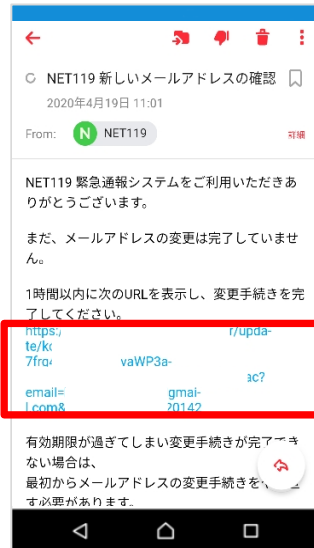 NET119 新しいメールアドレスの確認
2020年4月19日 11:01
From: N NET119 詳細
NET119 緊急通報システムをご利用いただきあ
りがとうございます。
まだ、メールアドレスの変更は完了していませ
ん。
1時間以内に次のURLを表示し、変更手続きを完
了してください。
https:/ r/upda-
te/k
7frq vaWP3a-
ac?
email= gmai-
l.com& 20142
有効期限が過ぎてしまい変更手続きが完了でき
ない場合は、
最初からメールアドレスの変更手続きを
す必要があります。